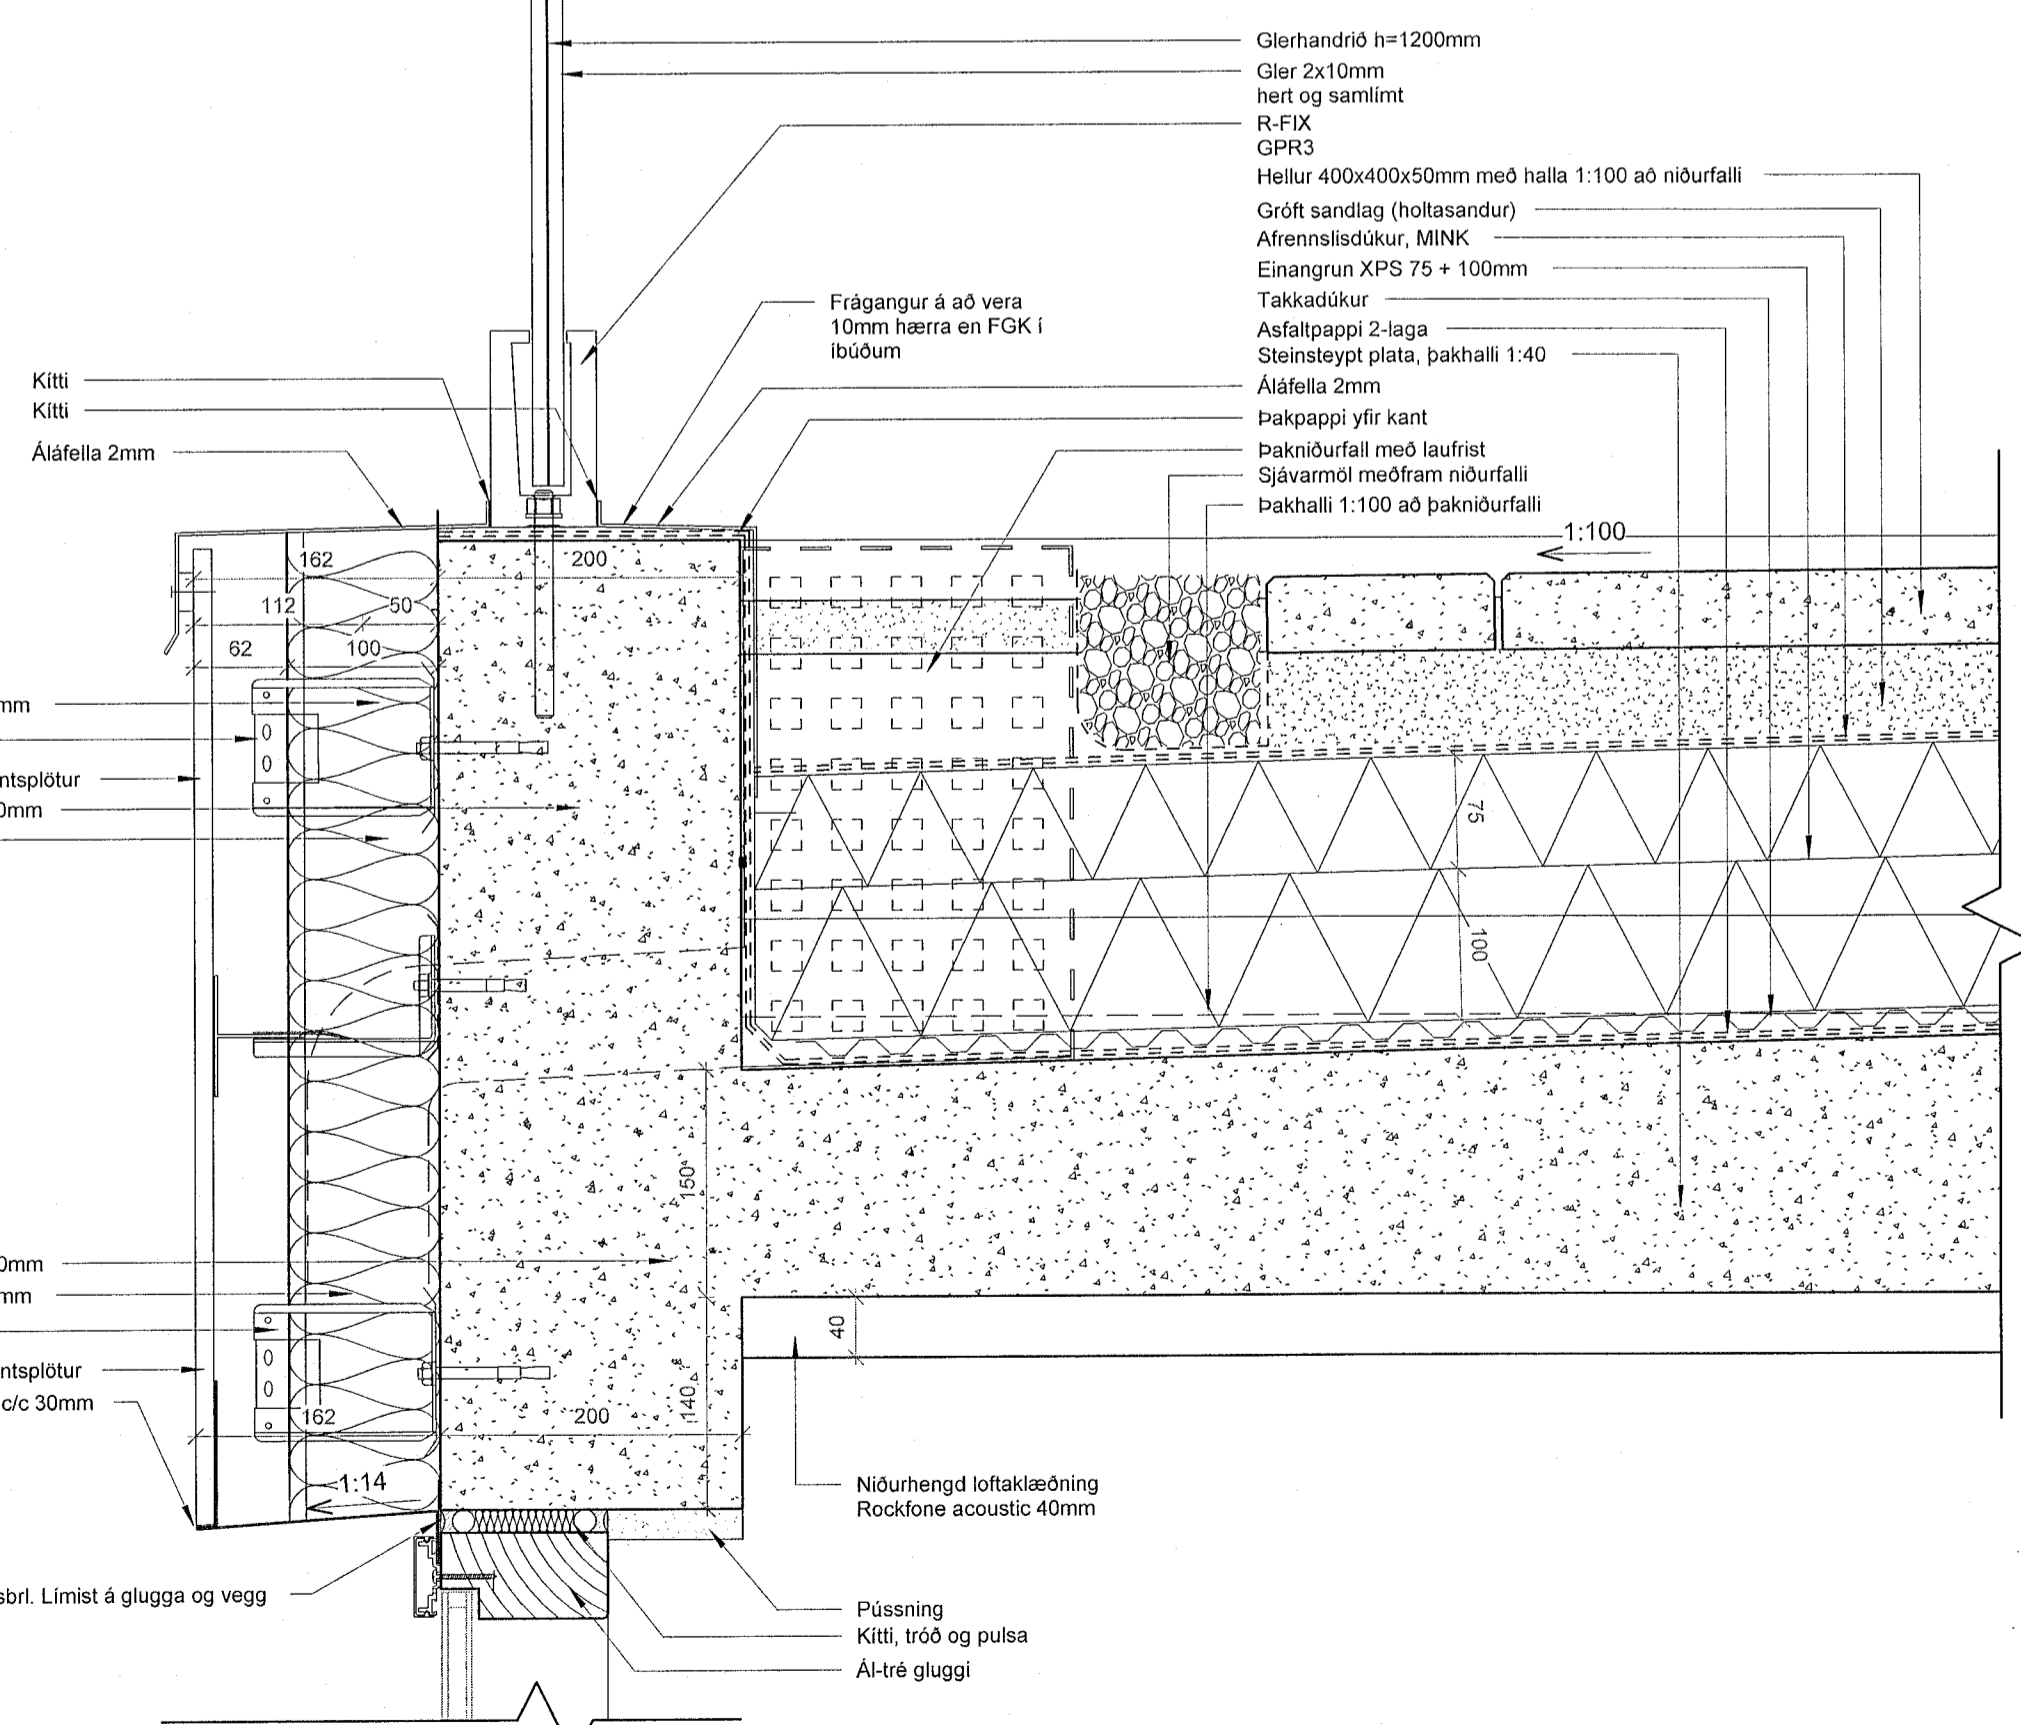 Glerhandrið h=1200mm
Gler 2x10mm
hert og samlímt
R-FIX
GPR3
Hellur 400x400x50mm með halla 1:100 að niðurfalli
Gróft sandlag (holtasandur)
Afrennslisdúkur, MINK
Einangrun XPS 75 + 100mm
Takkadúkur
Asfaltpappi 2-laga
Steinsteypt plata, þakhalli 1:40
Áláfella 2mm
Þakpappi yfir kant
Þakniðurfall með laufrist
Sjávarmöl meðfram niðurfalli
Þakhalli 1:100 að þakniðurfalli
Frágangur á að vera
10mm hærra en FGK í
íbúðum
Kítti
Kítti
Áláfella 2mm
1:100
162
200
112
50
62
100
mm
ntsplötur
0mm
75
100
150
0mm
mm
40
ntsplötur
c/c 30mm
162
200
140
1:14
Niðurhengd loftaklæðning
Rockfone acoustic 40mm
sbrl. Límist á glugga og vegg
Pússning
Kítti, tróð og pulsa
Ál-tré gluggi